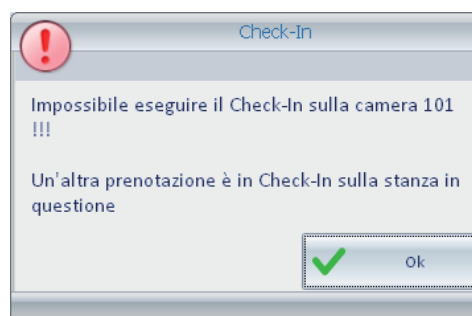 Check-In
Impossibile eseguire il Check-In sulla camera 101
!!!
Un'altra prenotazione è in Check-In sulla stanza in
questione
Ok